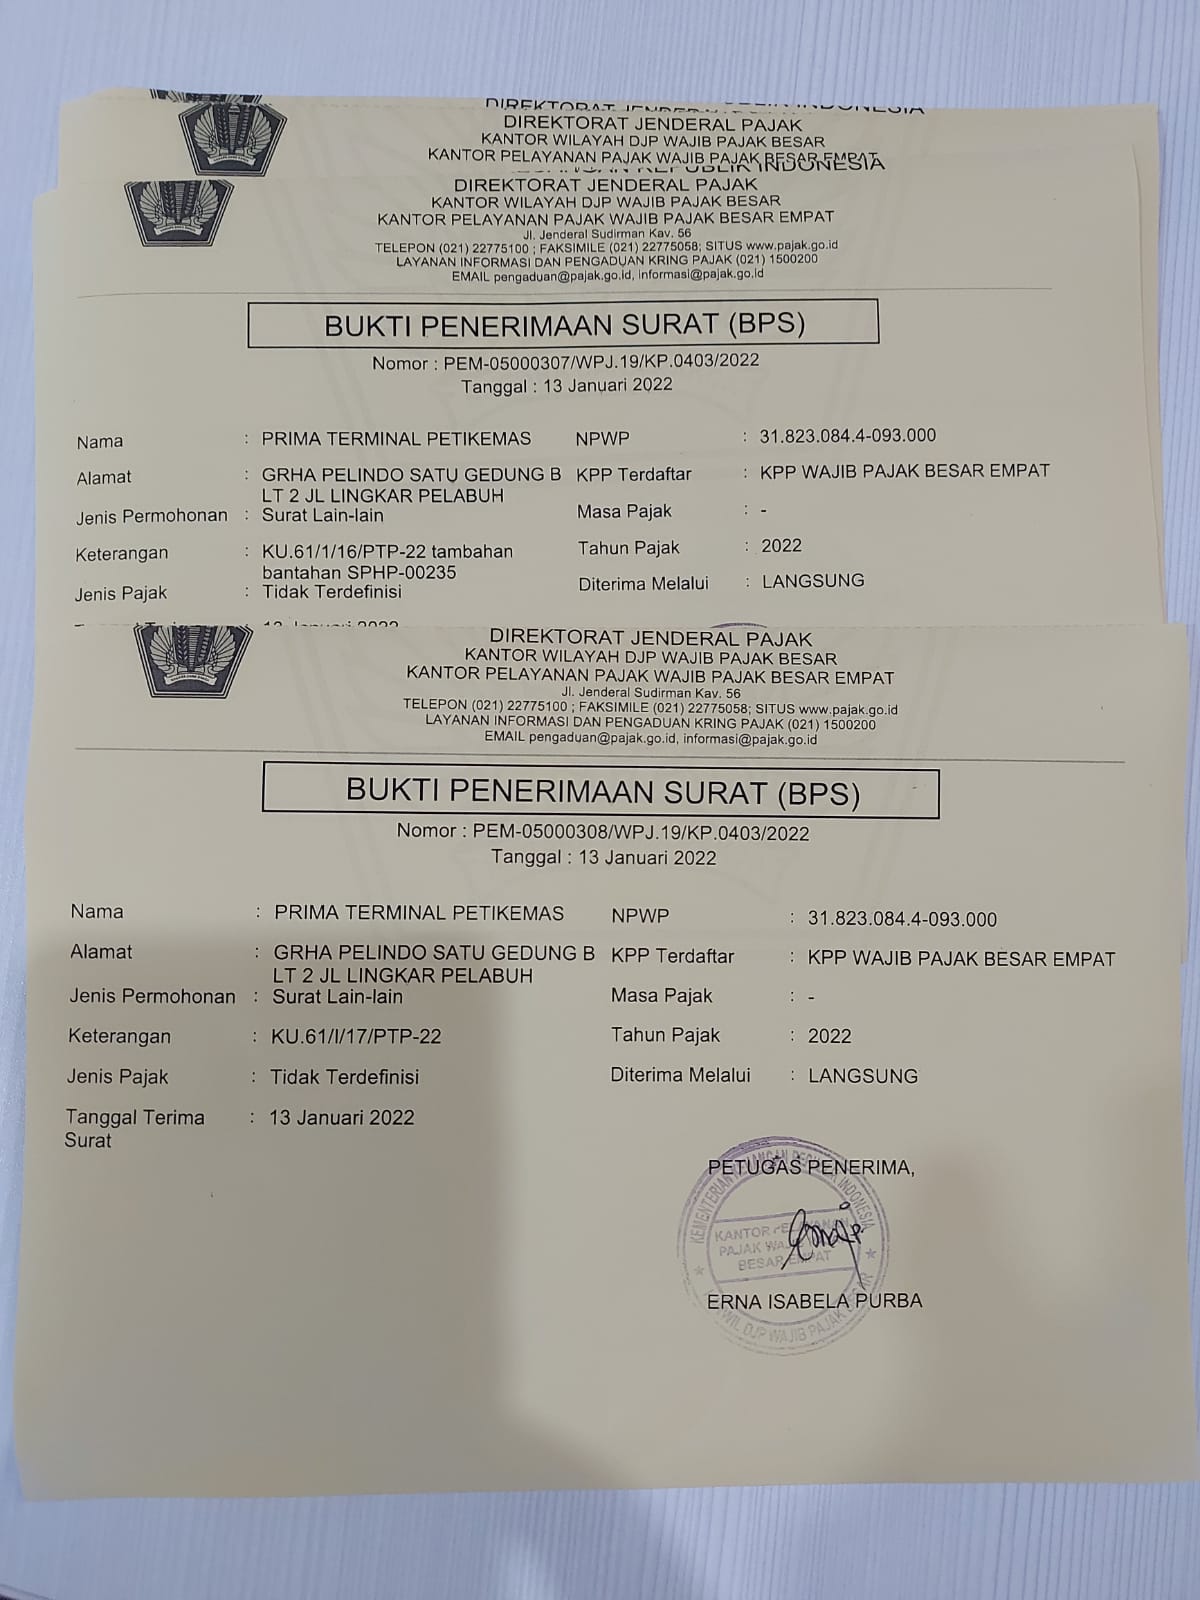 DIREKTORAT JENDERAL PAJAK
KANTOR WILAYAH DJP WAJIB PAJAK BESAR
KANTOR PELAYANAN PAJAK WAJIB PAJAK BESAR EMPAT
REPUBLIK INDONESIA
DIREKTORAT JENDERAL PAJAK
KANTOR WILAYAH DJP WAJIB PAJAK BESAR
KANTOR PELAYANAN PAJAK WAJIB PAJAK BESAR EMPAT
Jl. Jenderal Sudirman Kav. 56
TELEPON (021) 22775100 ; FAKSIMILE (021) 22775058; SITUS www.pajak.go.id
LAYANAN INFORMASI DAN PENGADUAN KRING PAJAK (021) 1500200
EMAIL pengaduan@pajak.go.id, informasi@pajak.go.id
BUKTI PENERIMAAN SURAT (BPS)
Nomor : PEM-05000307/WPJ.19/KP.0403/2022
Tanggal : 13 Januari 2022
Nama : PRIMA TERMINAL PETIKEMAS NPWP : 31.823.084.4-093.000
Alamat : GRHA PELINDO SATU GEDUNG B KPP Terdaftar : KPP WAJIB PAJAK BESAR EMPAT
LT 2 JL LINGKAR PELABUH
Jenis Permohonan : Surat Lain-lain Masa Pajak : -
Keterangan : KU.61/1/16/PTP-22 tambahan Tahun Pajak : 2022
bantahan SPHP-00235
Jenis Pajak : Tidak Terdefinisi Diterima Melalui : LANGSUNG
13 Januari 2022
DIREKTORAT JENDERAL PAJAK
KANTOR WILAYAH DJP WAJIB PAJAK BESAR
KANTOR PELAYANAN PAJAK WAJIB PAJAK BESAR EMPAT
Jl. Jenderal Sudirman Kav. 56
TELEPON (021) 22775100 ; FAKSIMILE (021) 22775058; SITUS www.pajak.go.id
LAYANAN INFORMASI DAN PENGADUAN KRING PAJAK (021) 1500200
EMAIL pengaduan@pajak.go.id, informasi@pajak.go.id
BUKTI PENERIMAAN SURAT (BPS)
Nomor : PEM-05000308/WPJ.19/KP.0403/2022
Tanggal : 13 Januari 2022
Nama : PRIMA TERMINAL PETIKEMAS NPWP : 31.823.084.4-093.000
Alamat : GRHA PELINDO SATU GEDUNG B KPP Terdaftar : KPP WAJIB PAJAK BESAR EMPAT
LT 2 JL LINGKAR PELABUH
Jenis Permohonan : Surat Lain-lain Masa Pajak : -
Keterangan : KU.61/I/17/PTP-22 Tahun Pajak : 2022
Jenis Pajak : Tidak Terdefinisi Diterima Melalui : LANGSUNG
Tanggal Terima : 13 Januari 2022
Surat
PETUGAS PENERIMA,
KEMENTERIAN KEUANGAN REPUBLIK INDONESIA
KANTOR PELAYANAN
PAJAK WAJIB
BESAR EMPAT
DJP WAJIB PAJAK BESAR
ERNA ISABELA PURBA